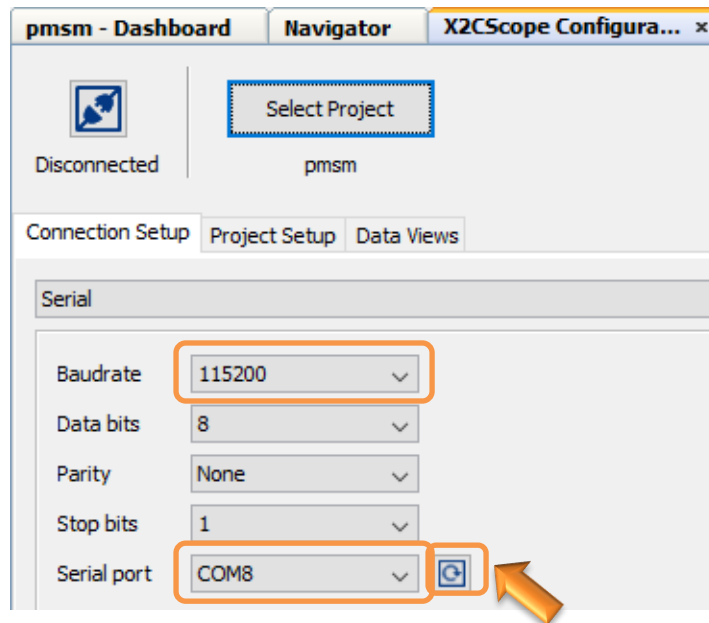 pmsm - Dashboard Navigator X2CScope Configura... ×
Select Project
Disconnected pmsm
Connection Setup Project Setup Data Views
Serial
Baudrate 115200
Data bits 8
Parity None
Stop bits 1
Serial port COM8